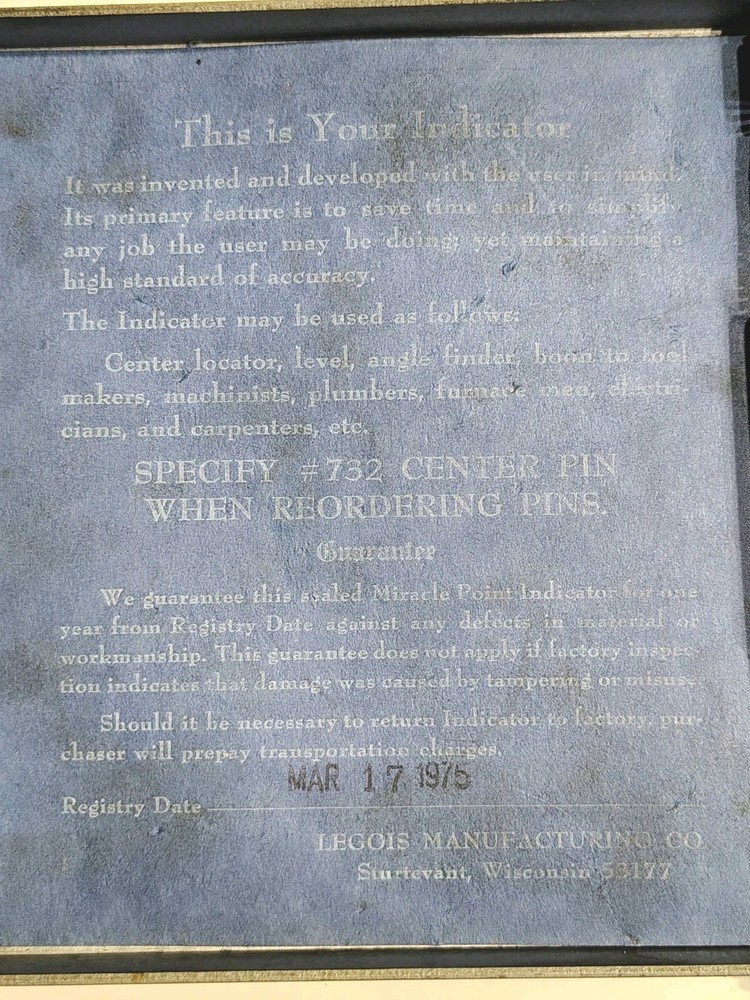 This is Your Indicator
It was invented and developed with the user in mind.
Its primary feature is to save time and to simplify
any job the user may be doing; yet maintaining a
high standard of accuracy.
The Indicator may be used as follows:
Center locator, level, angle finder, boon to tool
makers, machinists, plumbers, furnace men, electri-
cians, and carpenters, etc.
SPECIFY #732 CENTER PIN
WHEN REORDERING PINS.
Guarantee
We guarantee this sealed Miracle Point Indicator for one
year from Registry Date against any defects in material or
workmanship. This guarantee does not apply if factory inspec-
tion indicates that damage was caused by tampering or misuse.
Should it be necessary to return Indicator to factory, pur-
chaser will prepay transportation charges.
MAR 17 1975
Registry Date
LEGOIS MANUFACTURING CO
Sturtevant, Wisconsin 53177